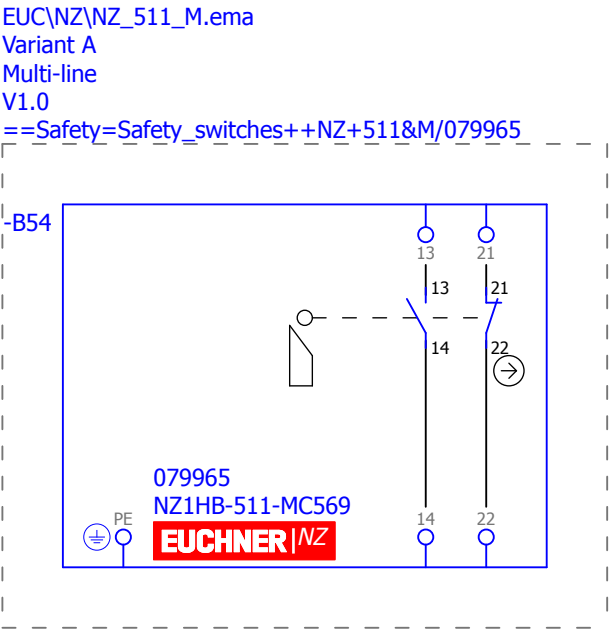 EUC\NZ\NZ_511_M.ema
Variant A
Multi-line
V1.0
==Safety=Safety_switches++NZ+511&M/079965
-B54
13 21
13 21
14 22
079965
NZ1HB-511-MC569
PE 14 22
EUCHNER|NZ